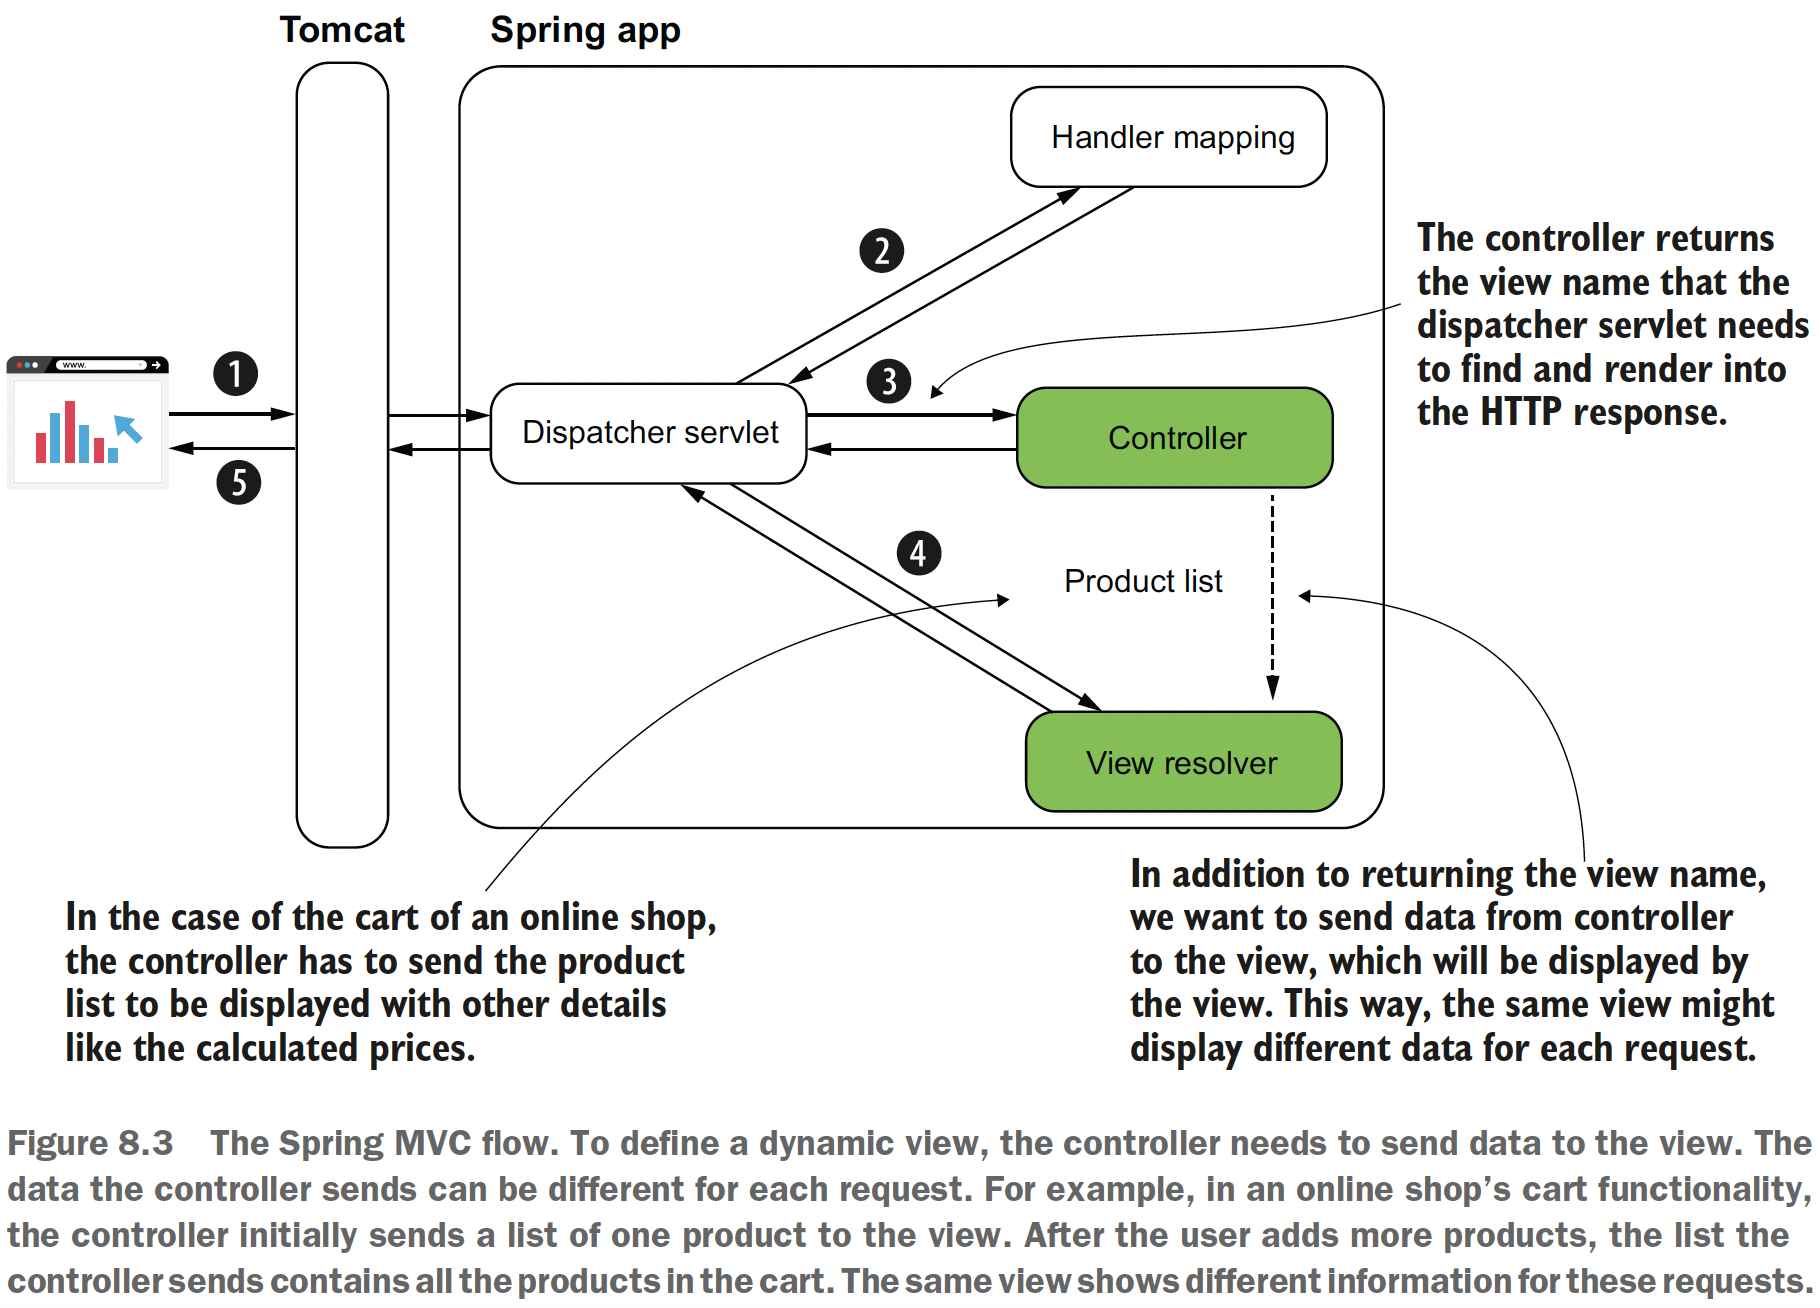 Tomcat
Spring app
Handler mapping
2
The controller returns
the view name that the
dispatcher servlet needs
to find and render into
the HTTP response.
www.
1
3
Dispatcher servlet
Controller
5
4
Product list
View resolver
In the case of the cart of an online shop,
the controller has to send the product
list to be displayed with other details
like the calculated prices.
In addition to returning the view name,
we want to send data from controller
to the view, which will be displayed by
the view. This way, the same view might
display different data for each request.
Figure 8.3 The Spring MVC flow. To define a dynamic view, the controller needs to send data to the view. The
data the controller sends can be different for each request. For example, in an online shop’s cart functionality,
the controller initially sends a list of one product to the view. After the user adds more products, the list the
controller sends contains all the products in the cart. The same view shows different information for these requests.